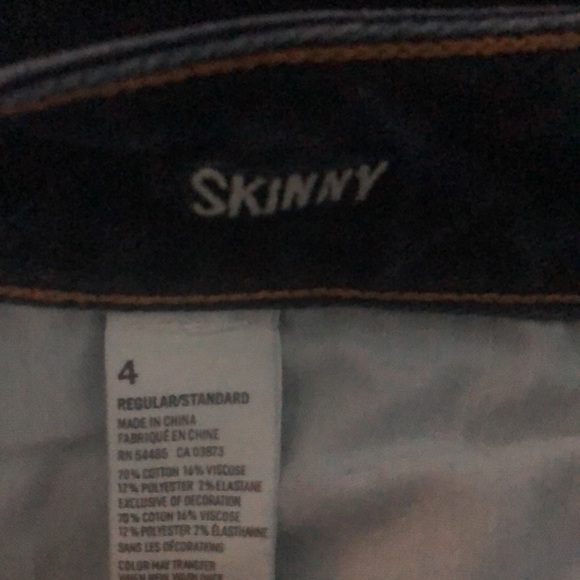 SKINNY
4
REGULAR/STANDARD
MADE IN CHINA
FABRIQUÉ EN CHINE
RN 54485 CA 03873
70% COTTON 16% VISCOSE
12% POLYESTER 2% ELASTANE
EXCLUSIVE OF DECORATION
70% COTON 16% VISCOSE
12% POLYESTER 2% ÉLASTHANNE
SANS LES DÉCORATIONS
COLOR MAY TRANSFER
WHEN NEW